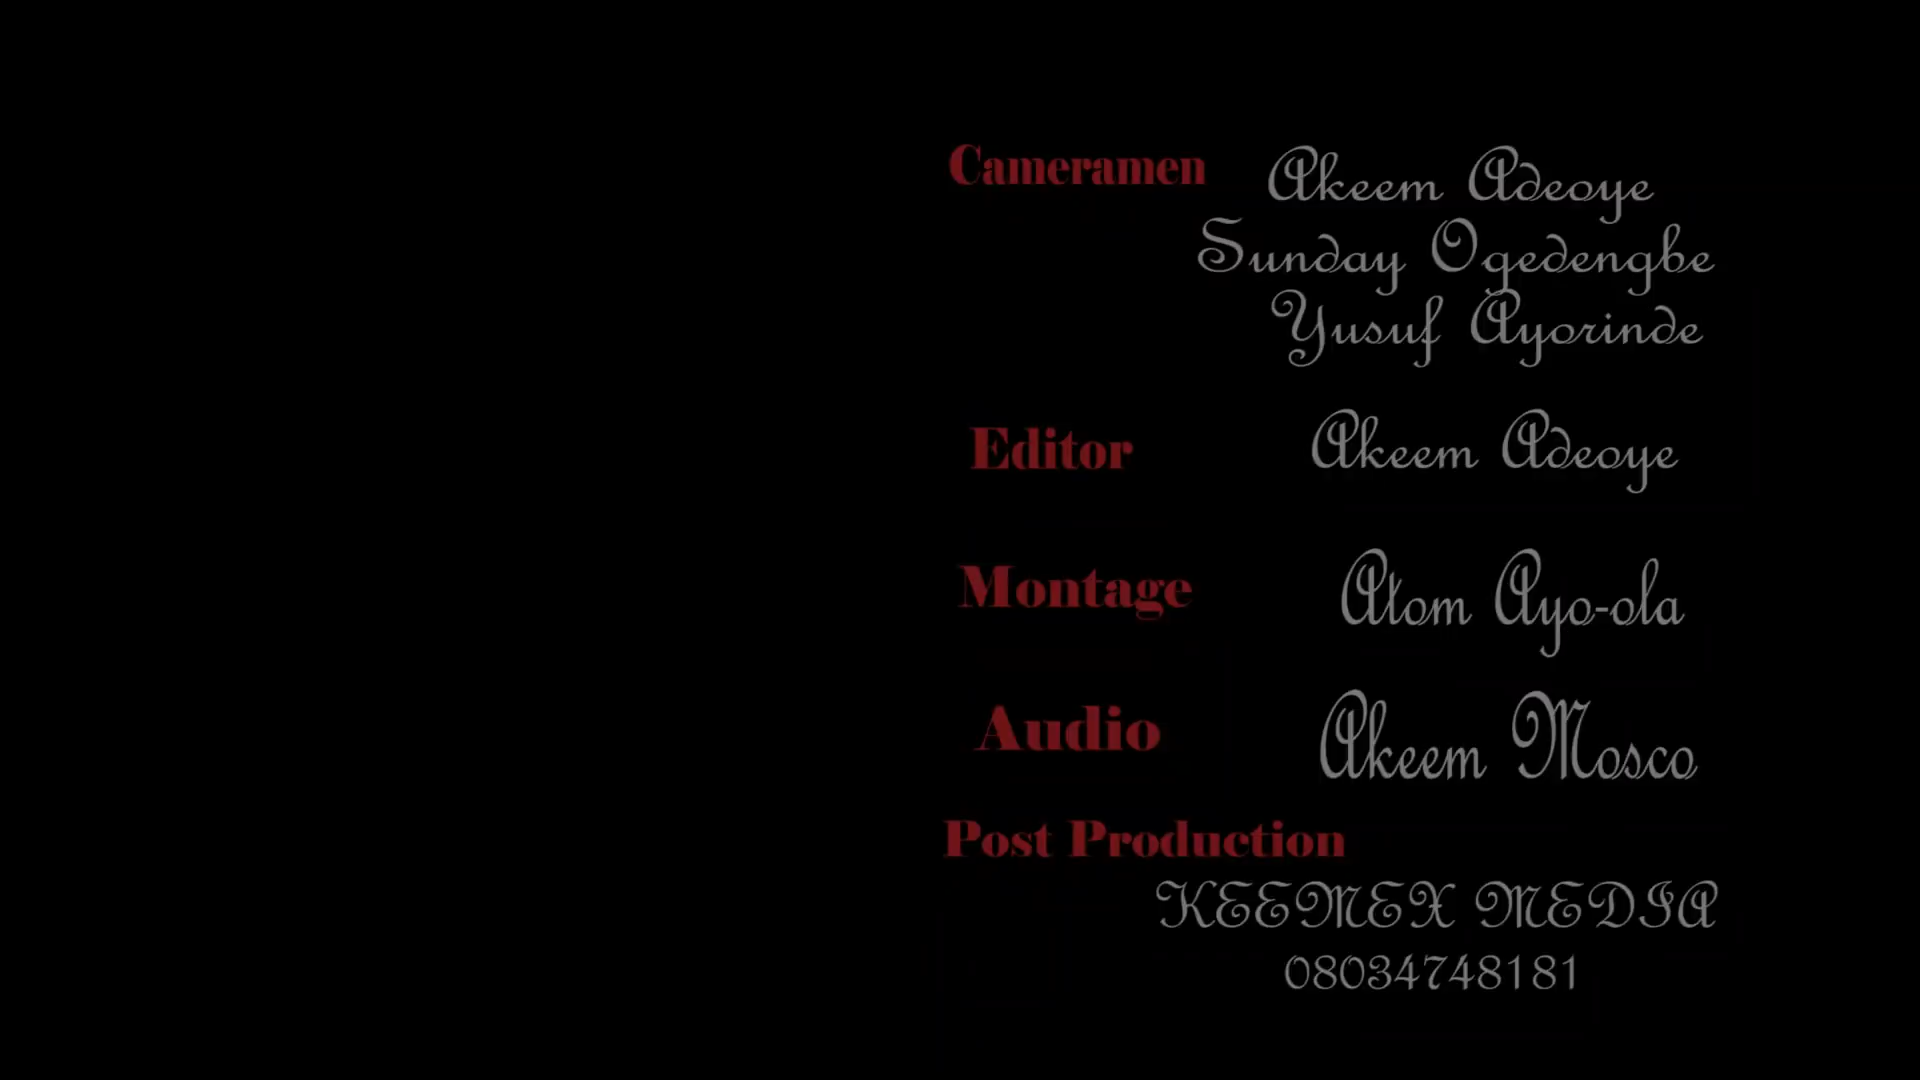 Cameramen Akeem Adeoye
Sunday Ogedengbe
Yusuf Ayorinde
Editor Akeem Adeoye
Montage Atom Ayo-ola
Audio Akeem Mosco
Post Production
KEEMEX MEDIA
08034748181